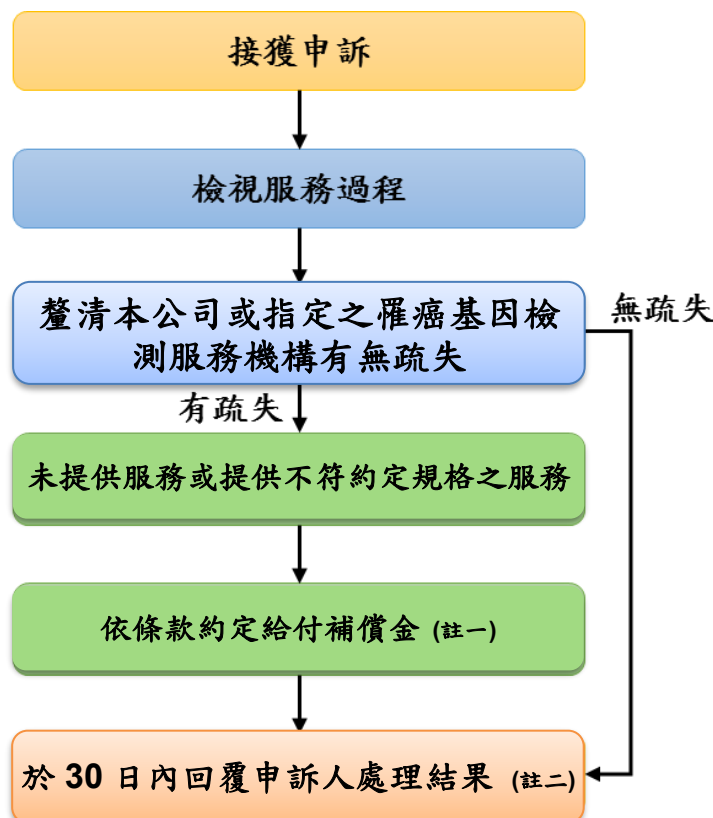 接獲申訴
檢視服務過程
釐清本公司或指定之罹癌基因檢
測服務機構有無疏失
無疏失
有疏失
未提供服務或提供不符約定規格之服務
依條款約定給付補償金 (註一)
於 30 日內回覆申訴人處理結果 (註二)